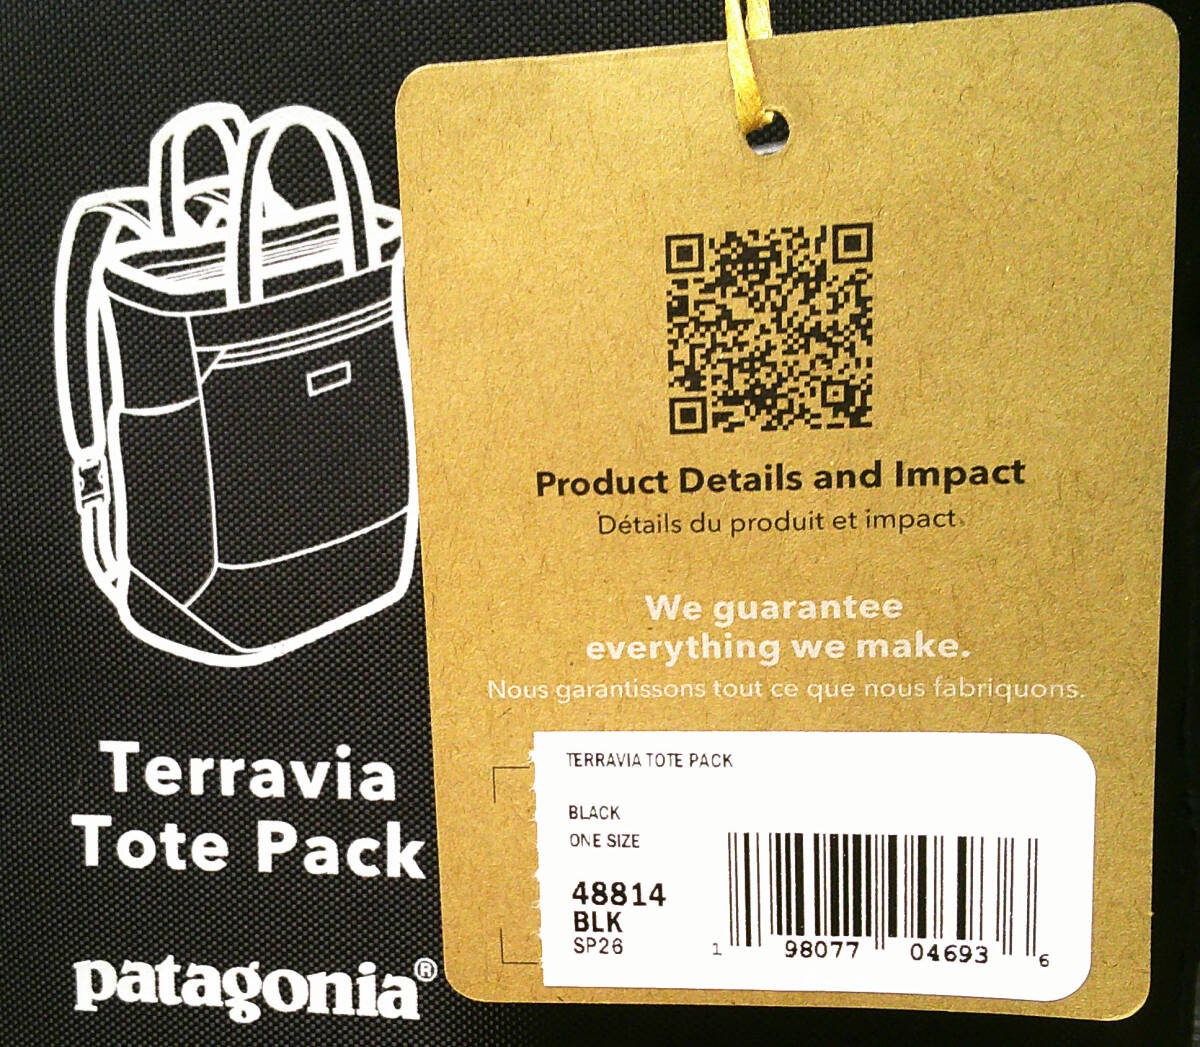 Terravia
Tote Pack
patagonia®
Product Details and Impact
Détails du produit et impact
We guarantee
everything we make.
Nous garantissons tout ce que nous fabriquons.
TERRAVIA TOTE PACK
BLACK
ONE SIZE
48814
BLK
SP26
1 98077 04693 6